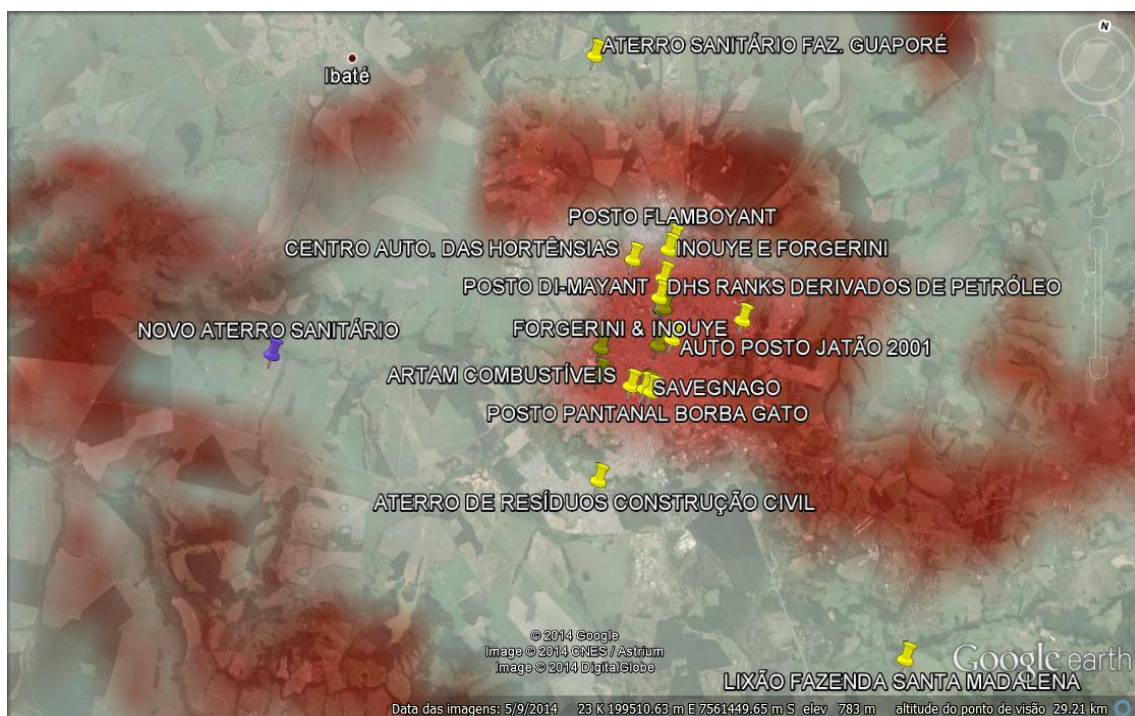 N
ATERRO SANITÁRIO FAZ. GUAPORÉ
Ibaté
POSTO FLAMBOYANT
CENTRO AUTO. DAS HORTÊNSIAS
INOUYE E FORGERINI
POSTO DI-MAYANT
DHS RANKS DERIVADOS DE PETRÓLEO
NOVO ATERRO SANITÁRIO
FORGERINI & INOUYE
AUTO POSTO JATÃO 2001
ARTAM COMBUSTÍVEIS
SAVEGNAGO
POSTO PANTANAL BORBA GATO
ATERRO DE RESÍDUOS CONSTRUÇÃO CIVIL
© 2014 Google
Image © 2014 CNES / Astrium
Image © 2014 DigitalGlobe
Google earth
LIXÃO FAZENDA SANTA MADALENA
Data das imagens: 5/9/2014 23 K 199510.63 m E 7561449.65 m S elev 783 m altitude do ponto de visão 29.21 km